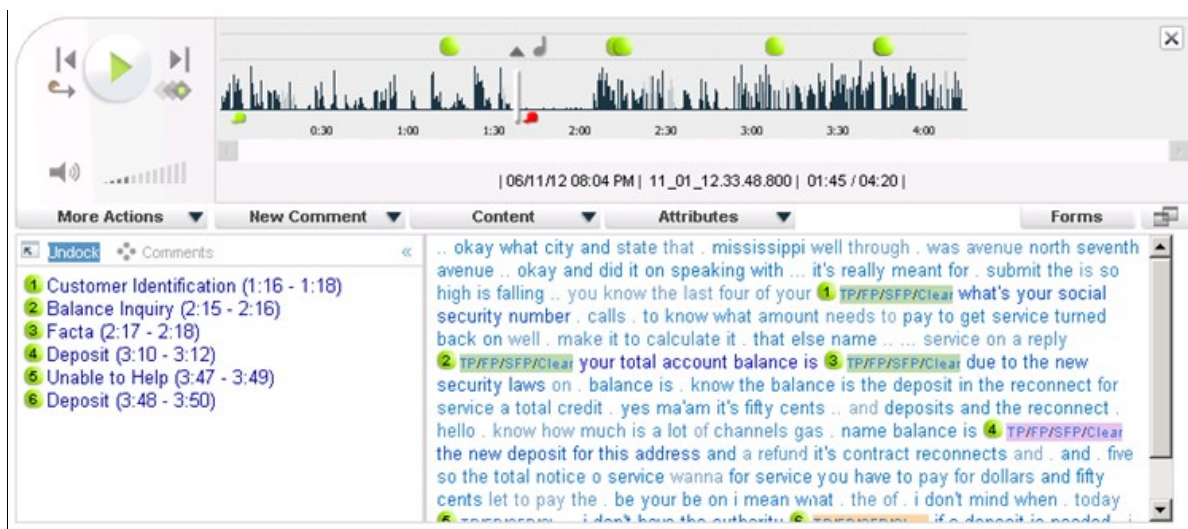 0:30 1:00 1:30 2:00 2:30 3:00 3:30 4:00
| 06/11/12 08:04 PM | 11_01_12.33.48.800 | 01:45 / 04:20 |
More Actions New Comment Content Attributes Forms
Undock Comments «
1 Customer Identification (1:16 - 1:18)
2 Balance Inquiry (2:15 - 2:16)
3 Facta (2:17 - 2:18)
4 Deposit (3:10 - 3:12)
5 Unable to Help (3:47 - 3:49)
6 Deposit (3:48 - 3:50)
.. okay what city and state that . mississippi well through . was avenue north seventh
avenue .. okay and did it on speaking with ... it's really meant for . submit the is so
high is falling .. you know the last four of your 1 TP/FP/SFP/Clear what's your social
security number . calls . to know what amount needs to pay to get service turned
back on well . make it to calculate it . that else name .. ... service on a reply
2 TP/FP/SFP/Clear your total account balance is 3 TP/FP/SFP/Clear due to the new
security laws on . balance is . know the balance is the deposit in the reconnect for
service a total credit . yes ma'am it's fifty cents .. and deposits and the reconnect .
hello . know how much is a lot of channels gas . name balance is 4 TP/FP/SFP/Clear
the new deposit for this address and a refund it's contract reconnects and . and . five
so the total notice o service wanna for service you have to pay for dollars and fifty
cents let to pay the . be your be on i mean what . the of . i don't mind when . today
5 i don't have the authority 6 if a deposit is needed . i